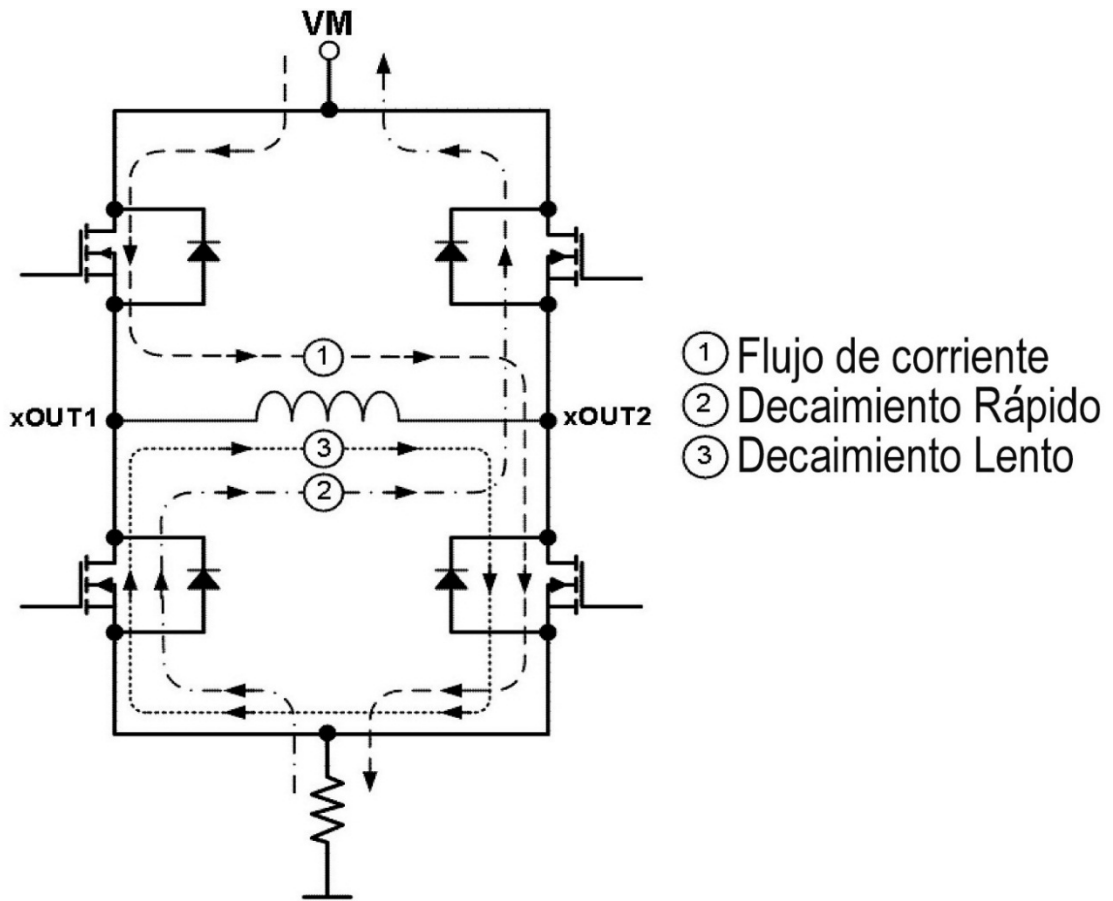 VM
1
xOUT1
xOUT2
3
2
1 Flujo de corriente
2 Decaimiento Rápido
3 Decaimiento Lento